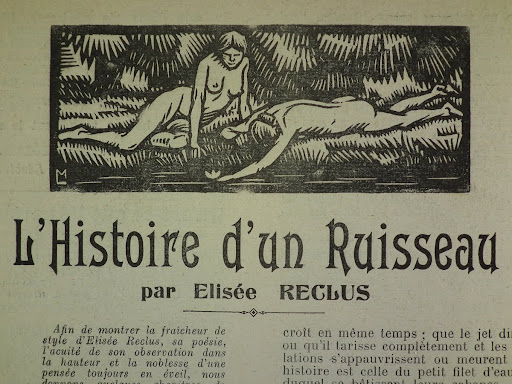 L'Histoire d'un Ruisseau
par Elisée RECLUS
Afin de montrer la fraicheur de
style d'Elisée Reclus, sa poésie,
l'acuité de son observation dans
la hauteur et la noblesse d'une
pensée toujours en éveil, nous
croît en même temps ; que le jet di
ou qu'il tarisse complètement et les
lations s'appauvrissent ou meurent
histoire est celle du petit filet d'eau